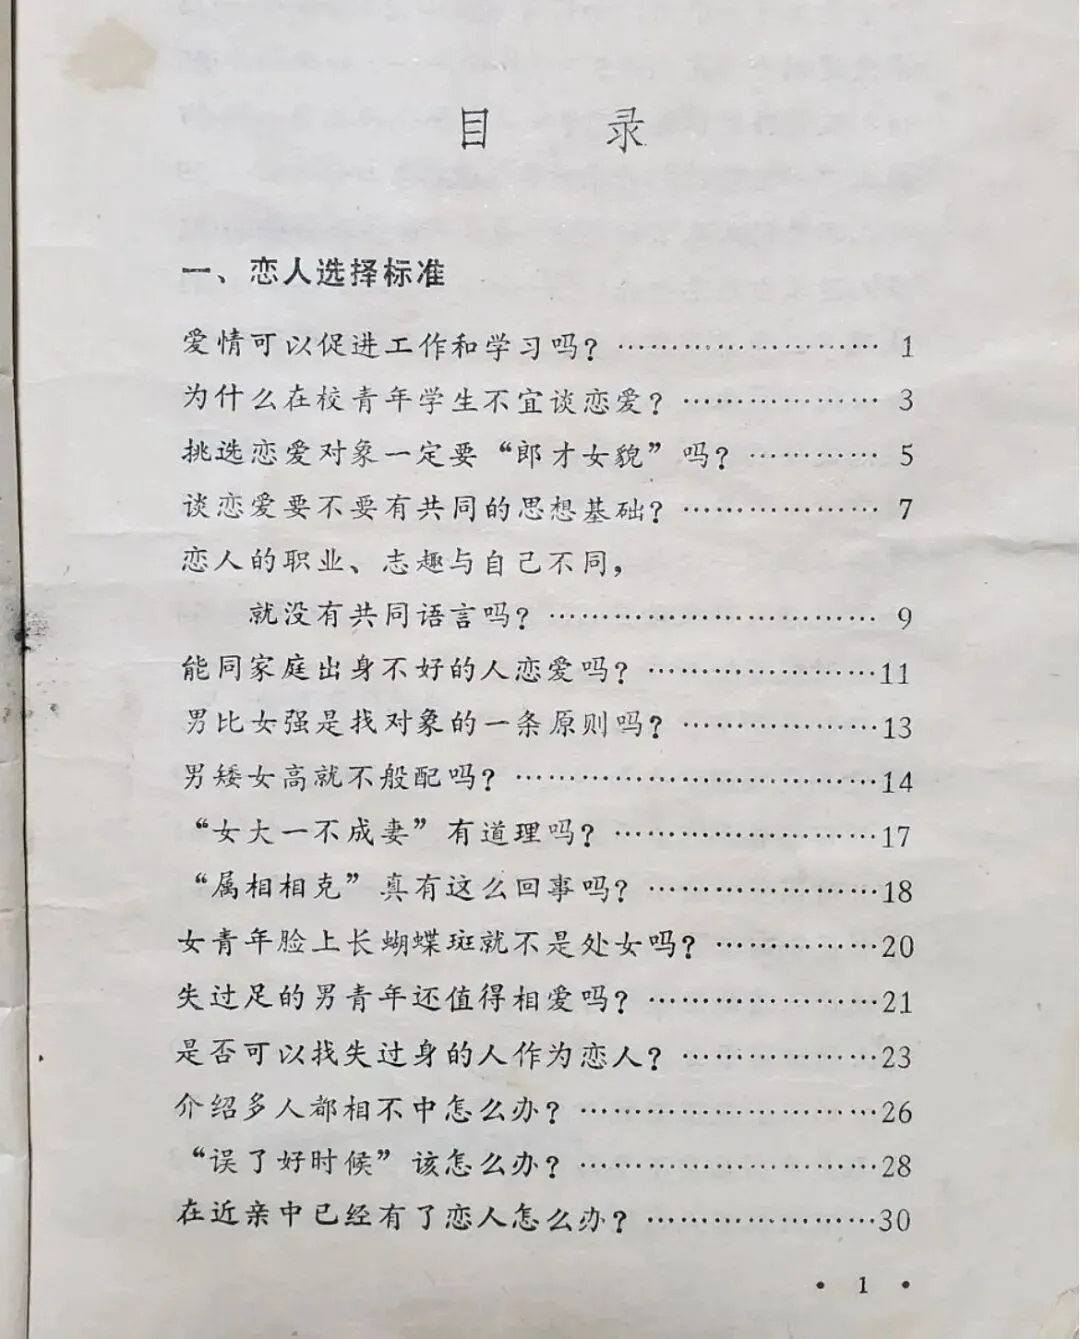 目 录
一、恋人选择标准
爱情可以促进工作和学习吗？……………………… 1
为什么在校青年学生不宜谈恋爱？……………… 3
挑选恋爱对象一定要“郎才女貌”吗？………… 5
谈恋爱要不要有共同的思想基础？……………… 7
恋人的职业、志趣与自己不同，
就没有共同语言吗？………………………… 9
能同家庭出身不好的人恋爱吗？…………………11
男比女强是找对象的一条原则吗？………………13
男矮女高就不般配吗？……………………………14
“女大一不成妻”有道理吗？……………………17
“属相相克”真有这么回事吗？…………………18
女青年脸上长蝴蝶斑就不是处女吗？……………20
失过足的男青年还值得相爱吗？…………………21
是否可以找失过身的人作为恋人？………………23
介绍多人都相不中怎么办？………………………26
“误了好时候”该怎么办？………………………28
在近亲中已经有了恋人怎么办？…………………30
• 1 •